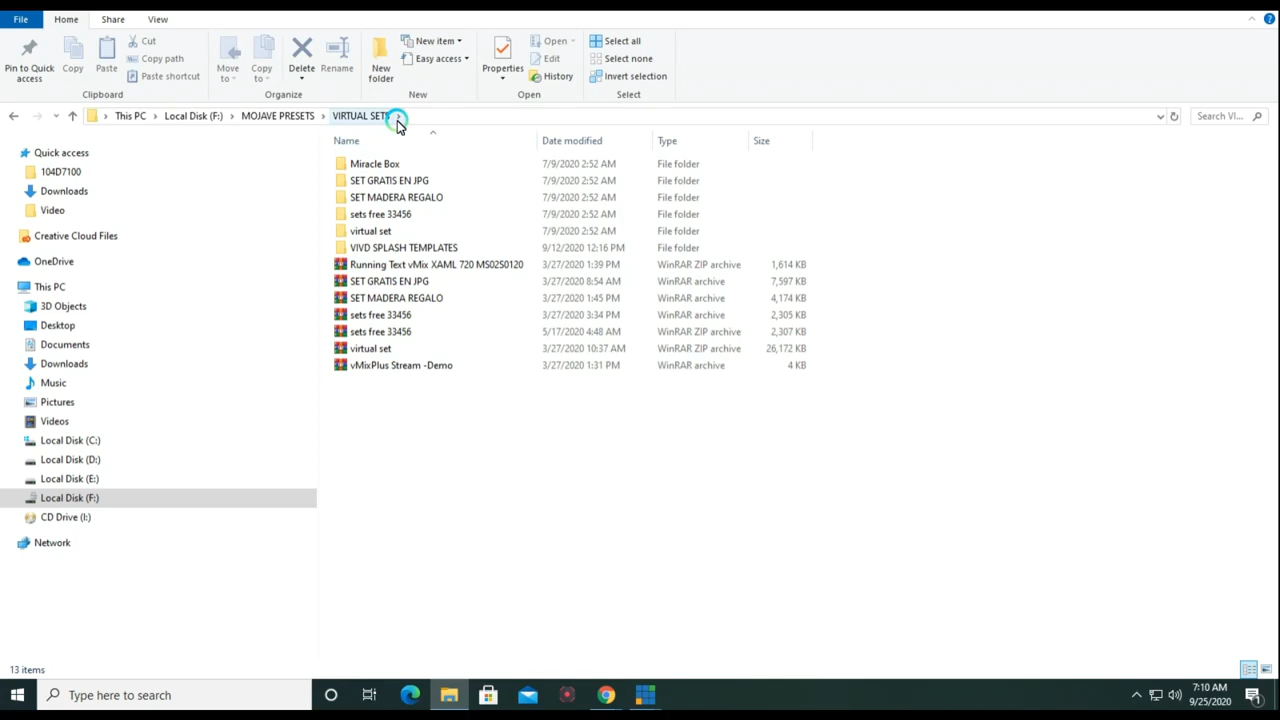 File Home Share View
Pin to Quick access
Copy
Paste
Cut
Copy path
Paste shortcut
Clipboard
Move to
Copy to
Delete
Rename
Organize
New folder
New item
Easy access
New
Properties
Open
Edit
History
Open
Select all
Select none
Invert selection
Select
This PC > Local Disk (F:) > MOJAVE PRESETS > VIRTUAL SETS
Search VI...
Name Date modified Type Size
Miracle Box 7/9/2020 2:52 AM File folder
SET GRATIS EN JPG 7/9/2020 2:52 AM File folder
SET MADERA REGALO 7/9/2020 2:52 AM File folder
sets free 33456 7/9/2020 2:52 AM File folder
virtual set 7/9/2020 2:52 AM File folder
VIVD SPLASH TEMPLATES 9/12/2020 12:16 PM File folder
Running Text vMix XAML 720 MS02S0120 3/27/2020 1:39 PM WinRAR ZIP archive 1,614 KB
SET GRATIS EN JPG 3/27/2020 8:54 AM WinRAR archive 7,597 KB
SET MADERA REGALO 3/27/2020 1:45 PM WinRAR archive 4,174 KB
sets free 33456 3/27/2020 3:34 PM WinRAR archive 2,305 KB
sets free 33456 5/17/2020 4:48 AM WinRAR ZIP archive 2,307 KB
virtual set 3/27/2020 10:37 AM WinRAR ZIP archive 26,172 KB
vMixPlus Stream -Demo 3/27/2020 1:31 PM WinRAR archive 4 KB
Quick access
104D7100
Downloads
Video
Creative Cloud Files
OneDrive
This PC
3D Objects
Desktop
Documents
Downloads
Music
Pictures
Videos
Local Disk (C:)
Local Disk (D:)
Local Disk (E:)
Local Disk (F:)
CD Drive (I:)
Network
13 items
Type here to search
7:10 AM
9/25/2020
1